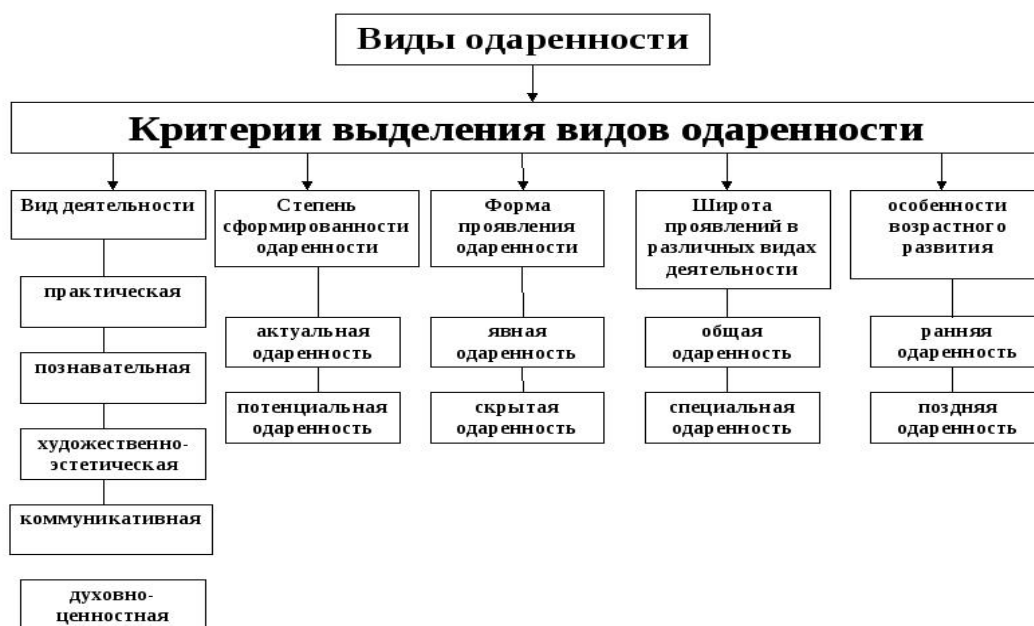 Виды одаренности
Критерии выделения видов одаренности
Вид деятельности
практическая
познавательная
художественно-
эстетическая
коммуникативная
духовно-
ценностная
Степень
сформированности
одаренности
актуальная
одаренность
потенциальная
одаренность
Форма
проявления
одаренности
явная
одаренность
скрытая
одаренность
Широта
проявлений в
различных видах
деятельности
общая
одаренность
специальная
одаренность
особенности
возрастного
развития
ранняя
одаренность
поздняя
одаренность